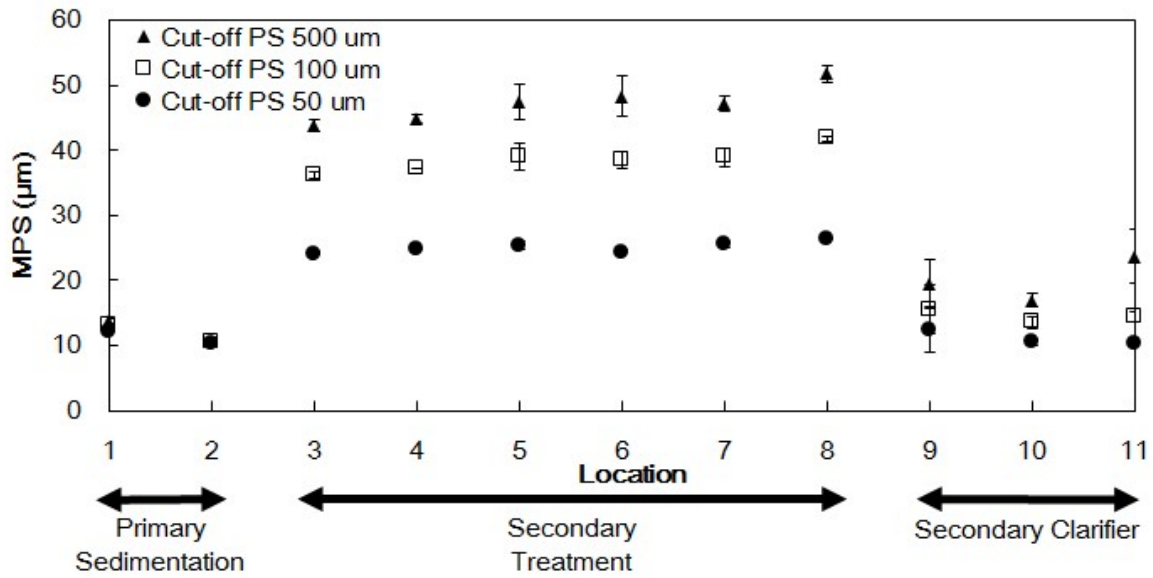 60
50
40
30
20
10
0
MPS (µm)
Cut-off PS 500 um
Cut-off PS 100 um
Cut-off PS 50 um
1 2 3 4 5 6 7 8 9 10 11
Location
Primary
Sedimentation
Secondary
Treatment
Secondary Clarifier